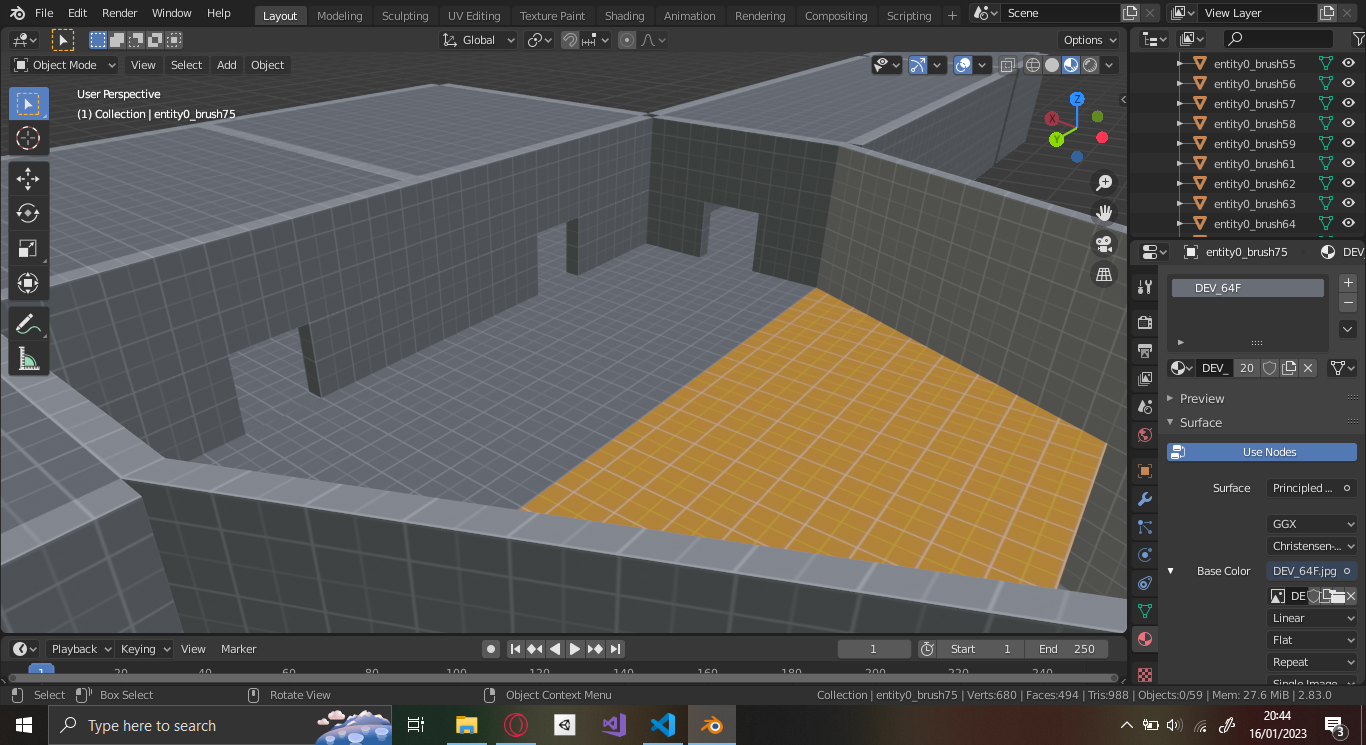 File Edit Render Window Help Layout Modeling Sculpting UV Editing Texture Paint Shading Animation Rendering Compositing Scripting + Scene View Layer
Global Options
Object Mode View Select Add Object
User Perspective
(1) Collection | entity0_brush75
Z
X
Y
entity0_brush55
entity0_brush56
entity0_brush57
entity0_brush58
entity0_brush59
entity0_brush61
entity0_brush62
entity0_brush63
entity0_brush64
entity0_brush75 DEV
DEV_64F
DEV_ 20
Preview
Surface
Use Nodes
Surface Principled ...
GGX
Christensen-...
Base Color DEV_64F.jpg
DE
Linear
Flat
Repeat
Single Image
Playback Keying View Marker 1 Start 1 End 250
1 20 40 60 80 100 120 140 160 180 200 220 240
Select Box Select Rotate View Object Context Menu Collection | entity0_brush75 | Verts:680 | Faces:494 | Tris:988 | Objects:0/59 | Mem: 27.6 MiB | 2.83.0
Type here to search
20:44
16/01/2023
3